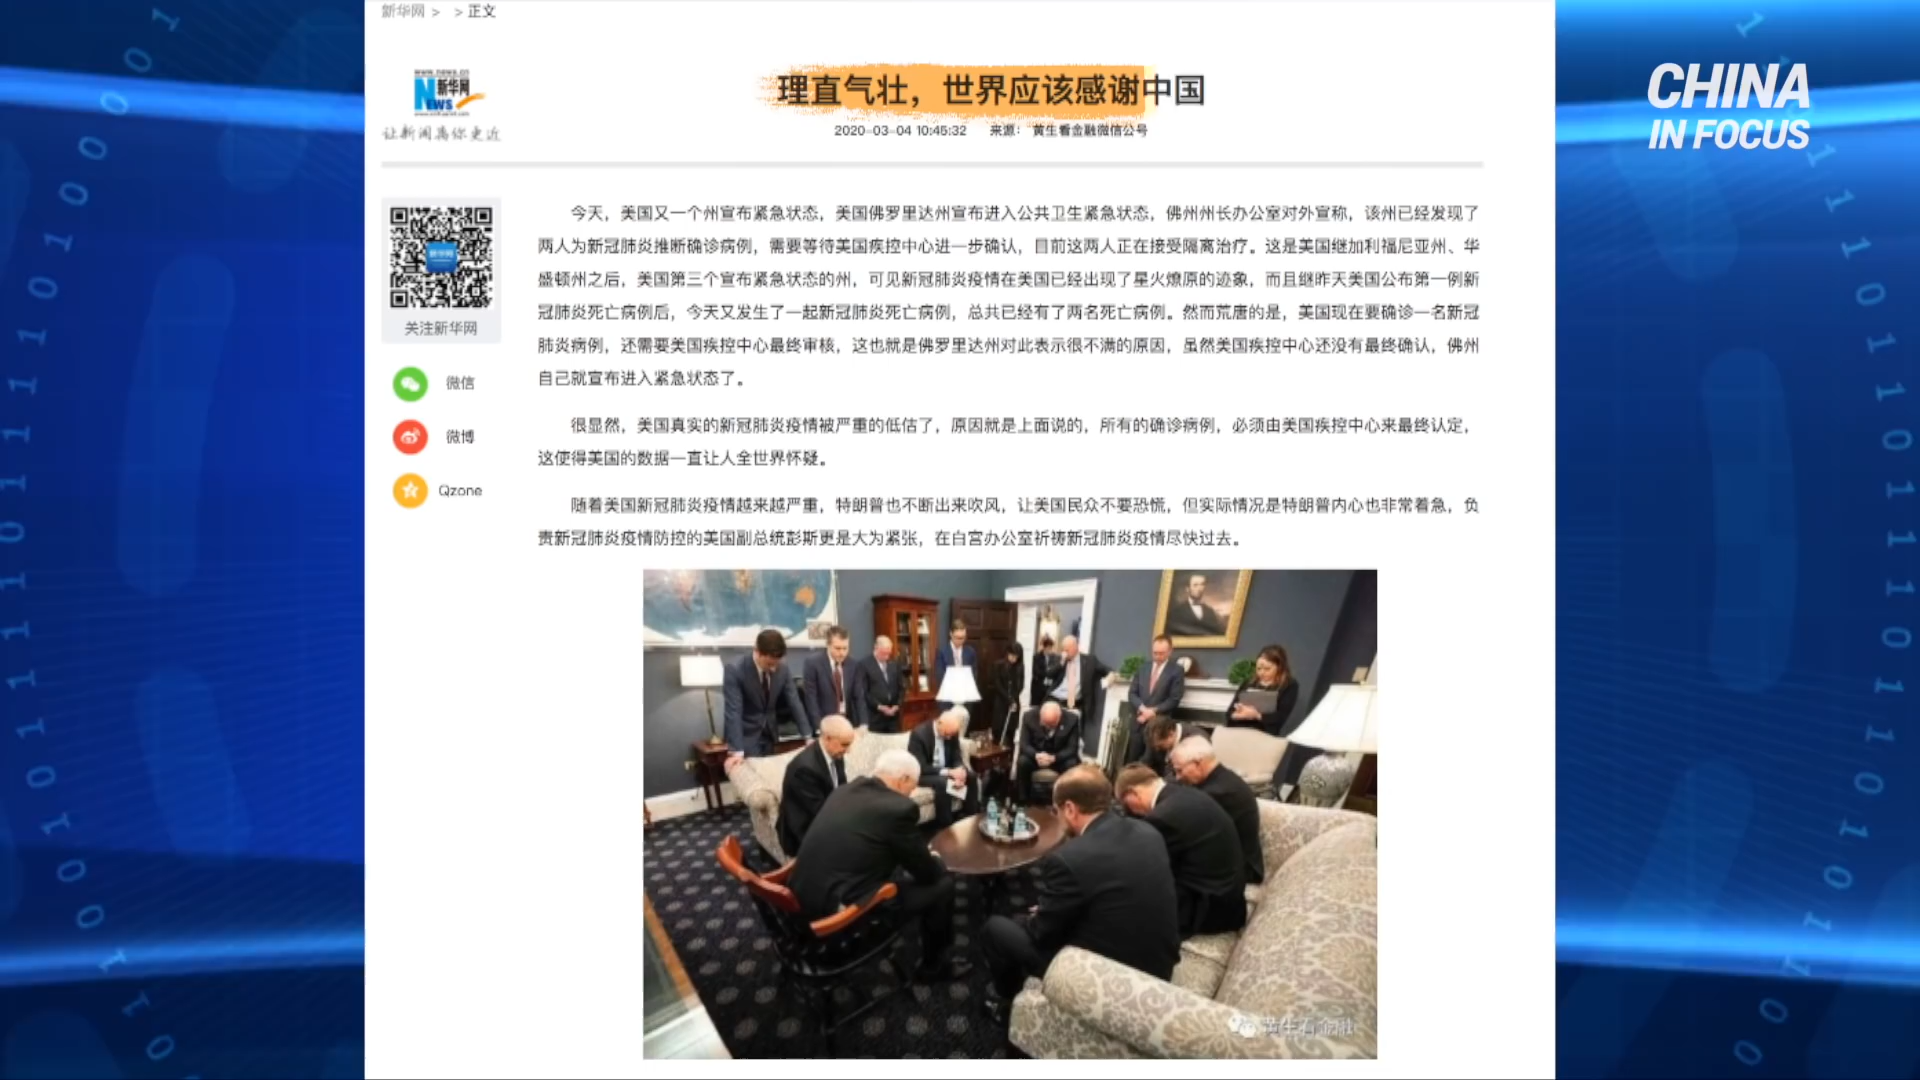 新华网 > > 正文
CHINA
IN FOCUS
www.news.cn
新华网
NEWS
让新闻离你更近
理直气壮，世界应该感谢中国
2020-03-04 10:45:32 来源： 黄生看金融微信公号
今天，美国又一个州宣布紧急状态，美国佛罗里达州宣布进入公共卫生紧急状态，佛州州长办公室对外宣称，该州已经发现了
两人为新冠肺炎推断确诊病例，需要等待美国疾控中心进一步确认，目前这两人正在接受隔离治疗。这是美国继加利福尼亚州、华
盛顿州之后，美国第三个宣布紧急状态的州，可见新冠肺炎疫情在美国已经出现了星火燎原的迹象，而且继昨天美国公布第一例新
冠肺炎死亡病例后，今天又发生了一起新冠肺炎死亡病例，总共已经有了两名死亡病例。然而荒唐的是，美国现在要确诊一名新冠
肺炎病例，还需要美国疾控中心最终审核，这也就是佛罗里达州对此表示很不满的原因，虽然美国疾控中心还没有最终确认，佛州
自己就宣布进入紧急状态了。
关注新华网
微信
微博
Qzone
很显然，美国真实的新冠肺炎疫情被严重的低估了，原因就是上面说的，所有的确诊病例，必须由美国疾控中心来最终认定，
这使得美国的数据一直让人全世界怀疑。
随着美国新冠肺炎疫情越来越严重，特朗普也不断出来吹风，让美国民众不要恐慌，但实际情况是特朗普内心也非常着急，负
责新冠肺炎疫情防控的美国副总统彭斯更是大为紧张，在白宫办公室祈祷新冠肺炎疫情尽快过去。
黄生看金融